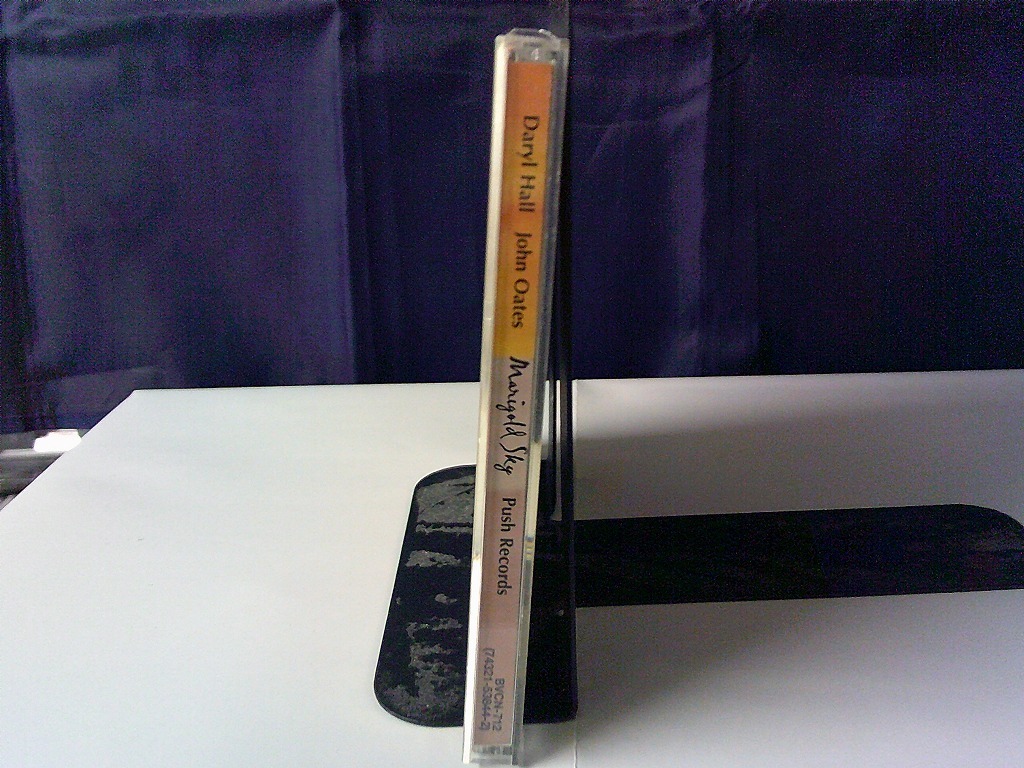 Daryl Hall John Oates Marigold Sky Push Records
BVCN-712
(74321-53844-2)